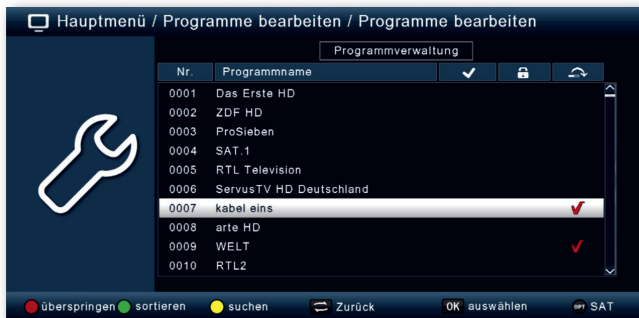 Hauptmenü / Programme bearbeiten / Programme bearbeiten
Programmverwaltung
Nr. Programmname
0001 Das Erste HD
0002 ZDF HD
0003 ProSieben
0004 SAT.1
0005 RTL Television
0006 ServusTV HD Deutschland
0007 kabel eins
0008 arte HD
0009 WELT
0010 RTL2
überspringen sortieren suchen Zurück OK auswählen OPT SAT